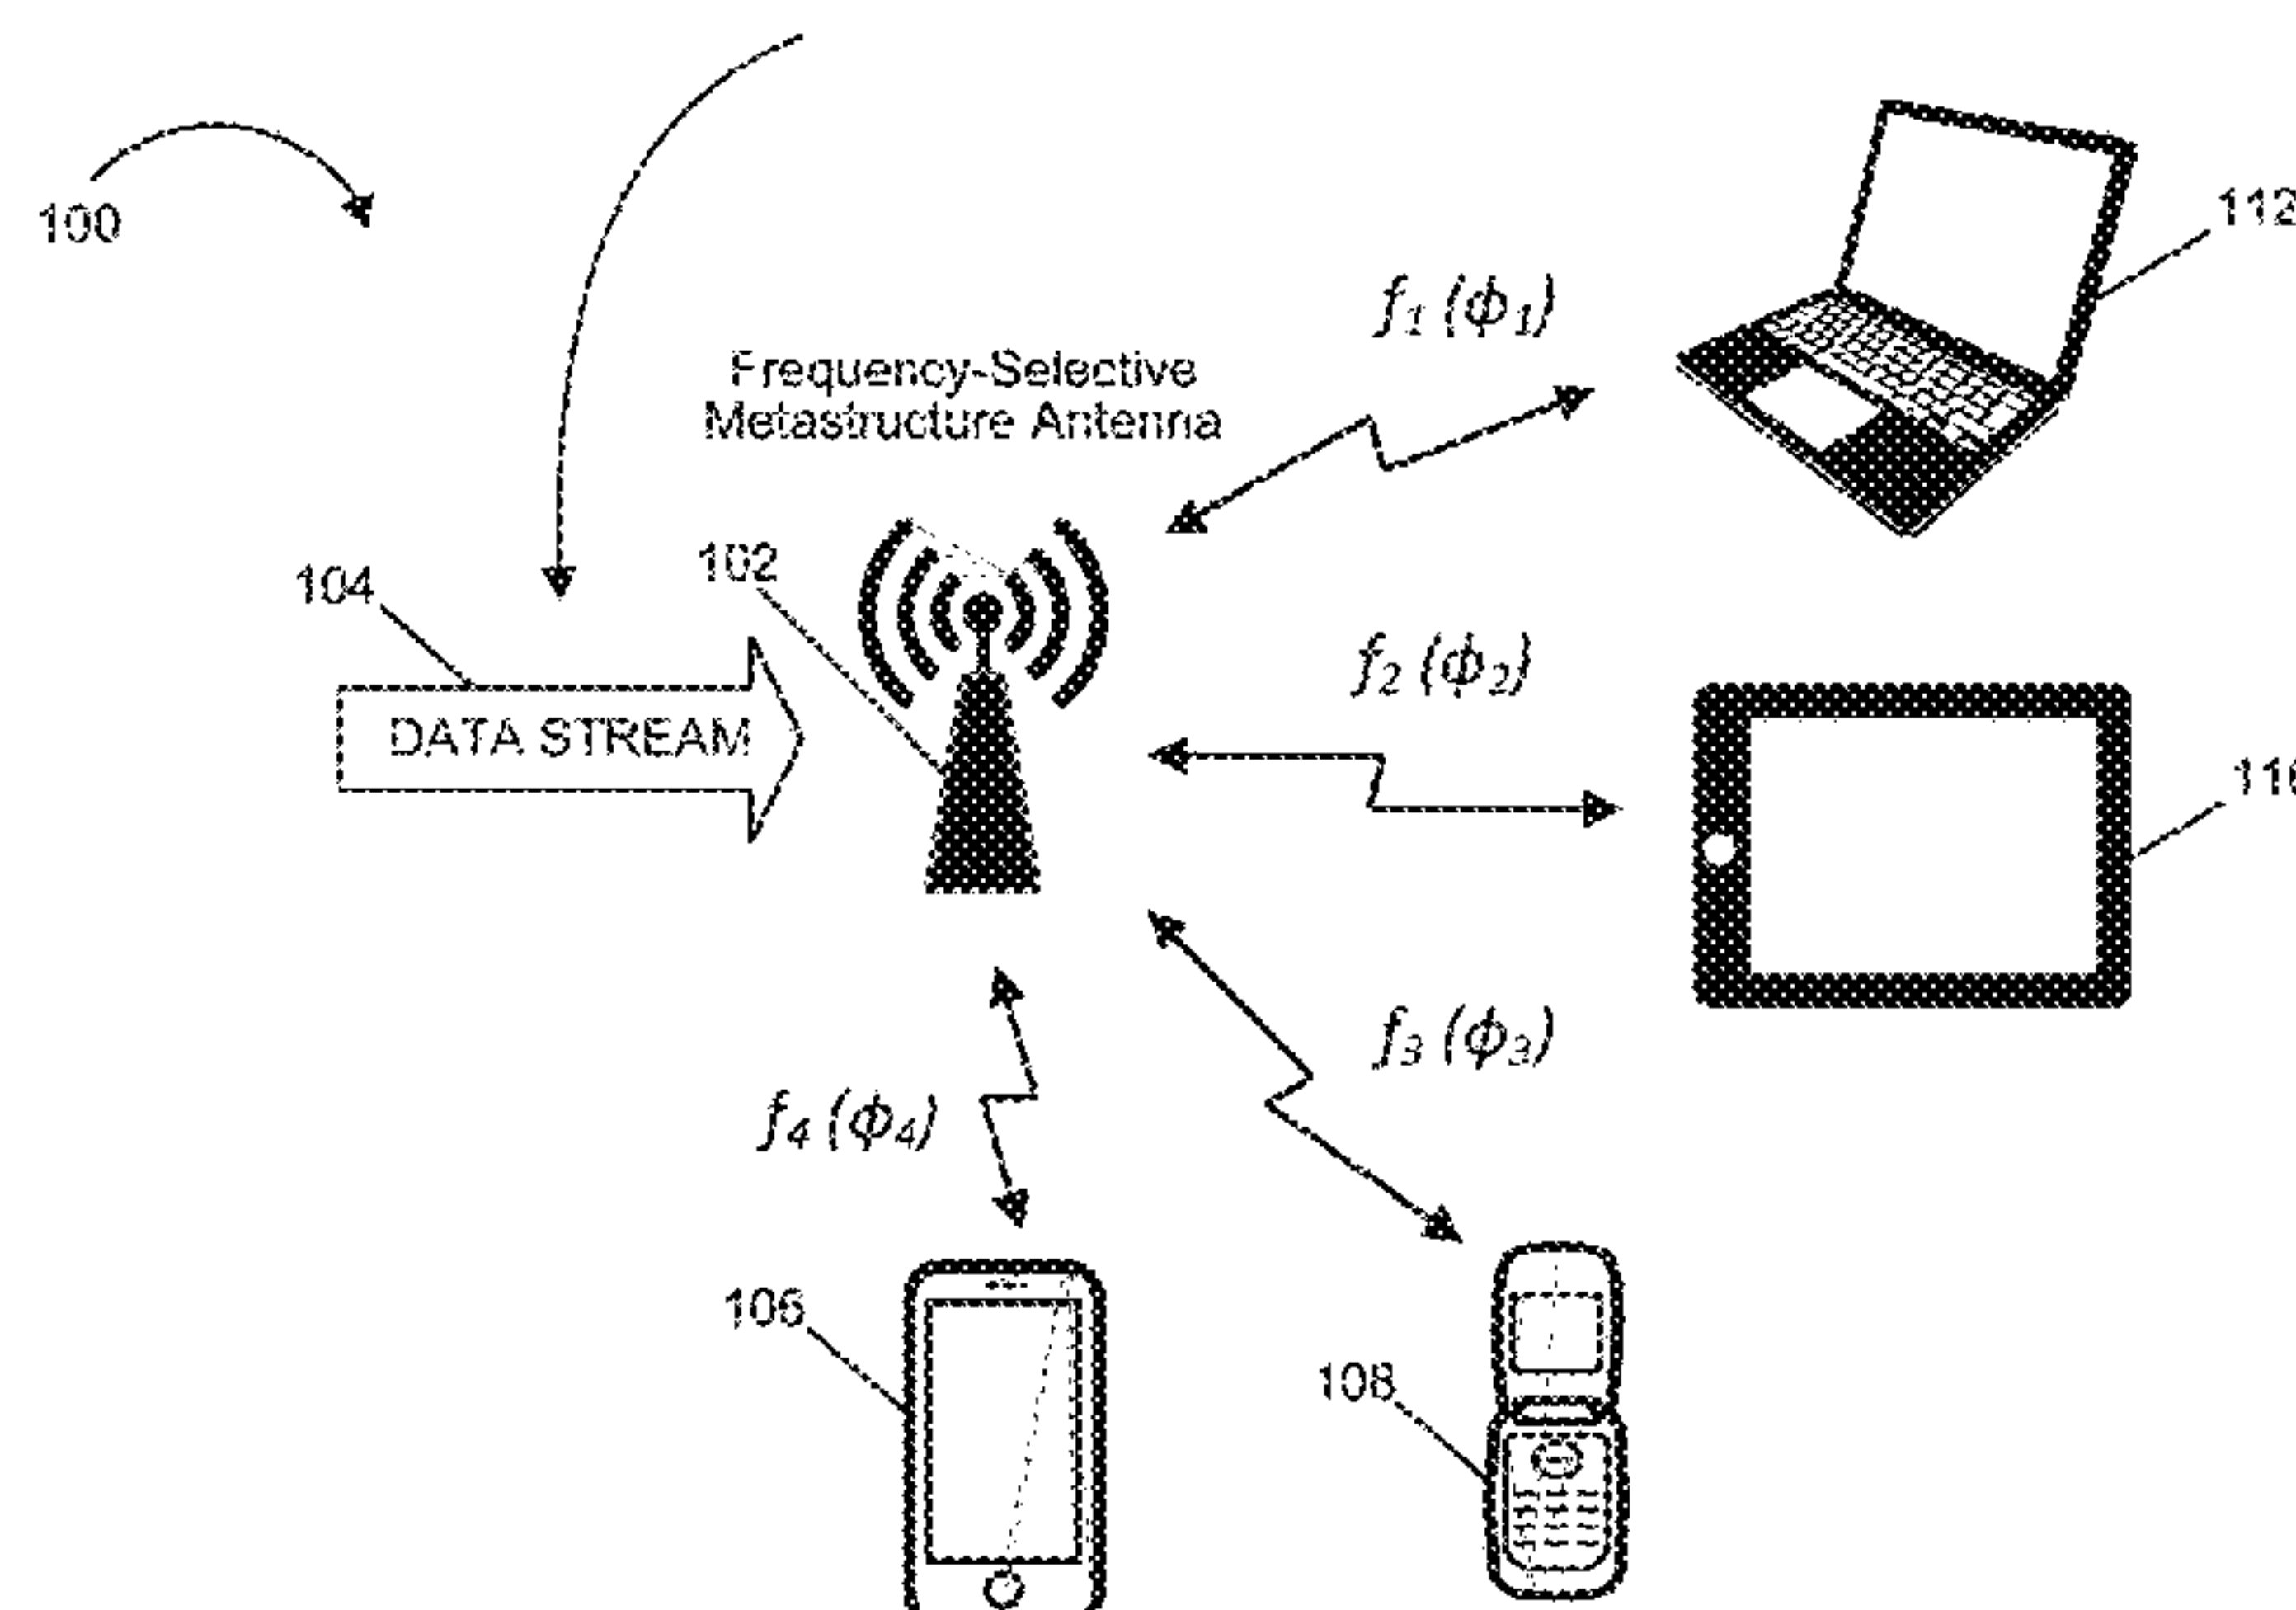 100
112
f₁ (ϕ₁)
Frequency-Selective
Metastructure Antenna
102
104
f₂ (ϕ₂)
DATA STREAM
f₃ (ϕ₃)
f₄ (ϕ₄)
106
108